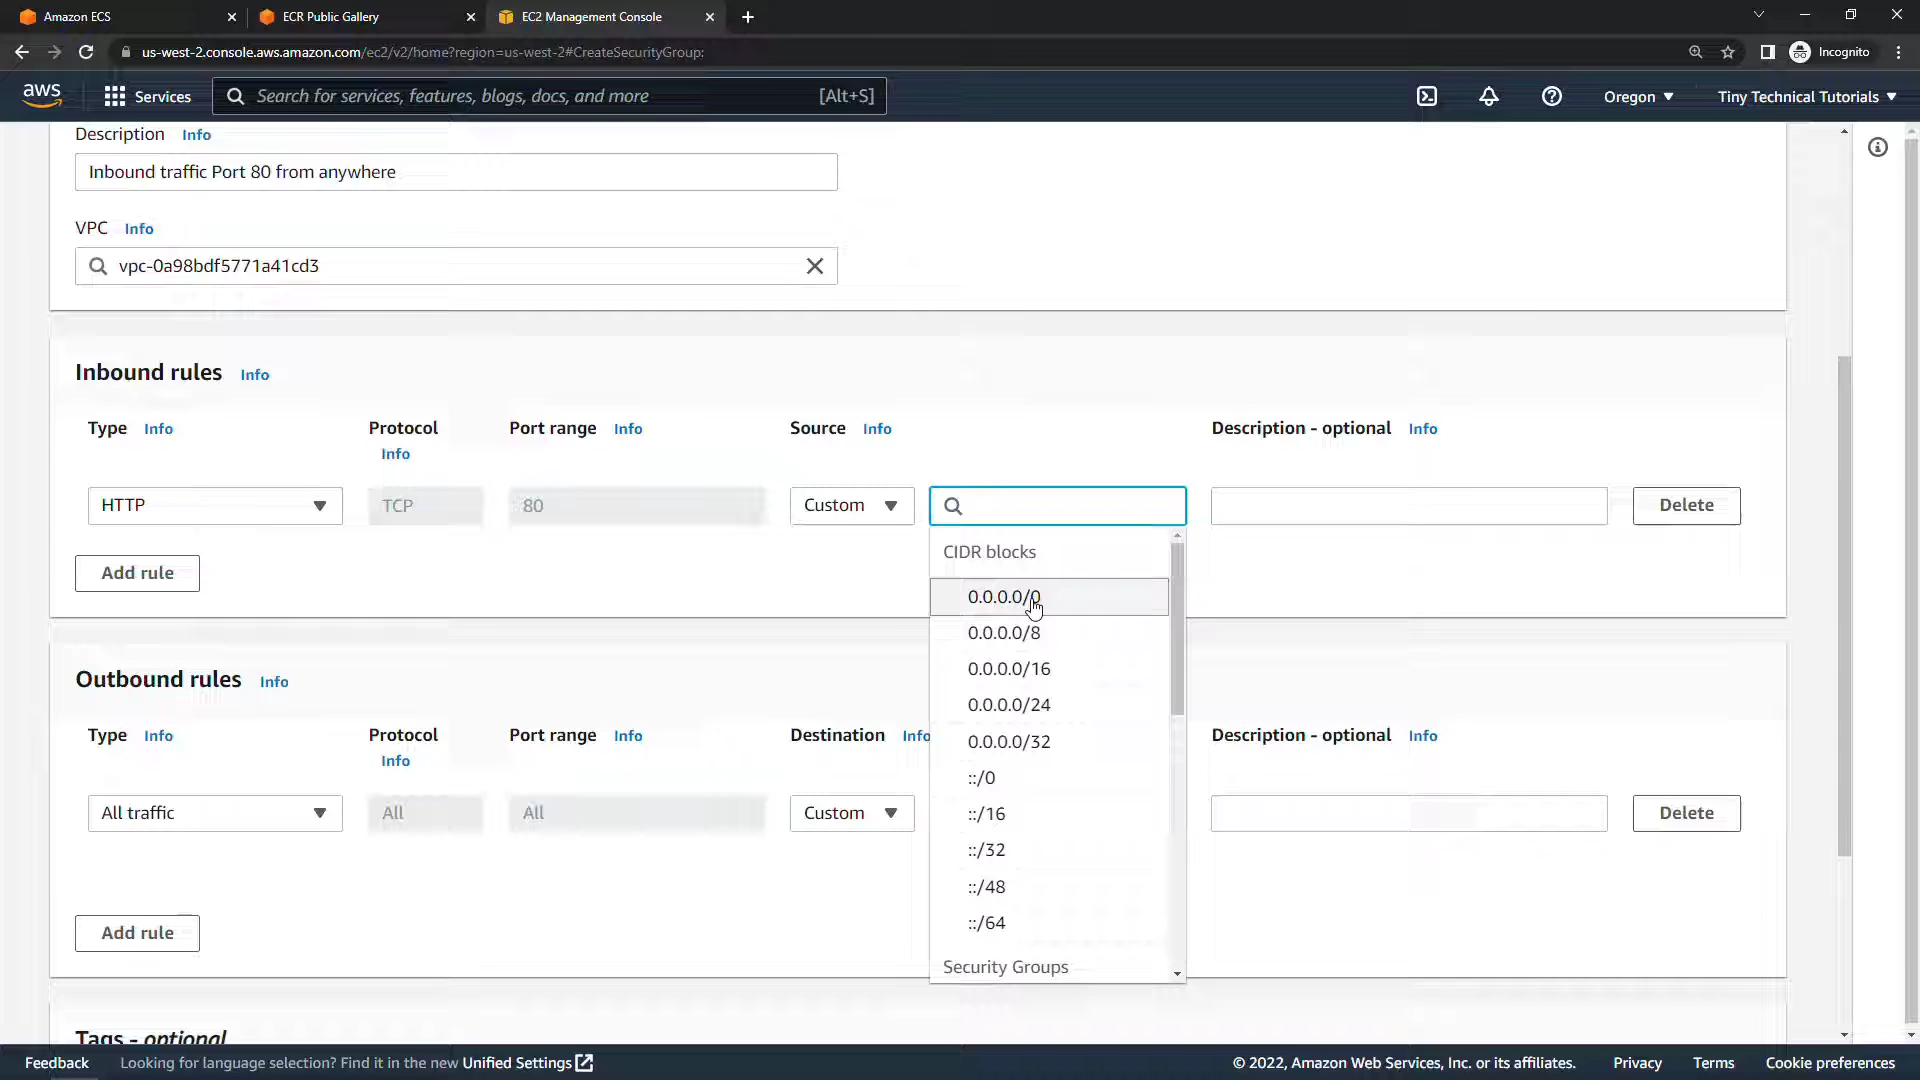 Amazon ECS
ECR Public Gallery
EC2 Management Console
us-west-2.console.aws.amazon.com/ec2/v2/home?region=us-west-2#CreateSecurityGroup:
Incognito
aws
Services
Search for services, features, blogs, docs, and more
[Alt+S]
Oregon
Tiny Technical Tutorials
Description Info
Inbound traffic Port 80 from anywhere
VPC Info
vpc-0a98bdf5771a41cd3
Inbound rules Info
Type Info
Protocol
Info
Port range Info
Source Info
Description - optional Info
HTTP
TCP
80
Custom
Delete
Add rule
CIDR blocks
0.0.0.0/0
0.0.0.0/8
0.0.0.0/16
0.0.0.0/24
0.0.0.0/32
::/0
::/16
::/32
::/48
::/64
Security Groups
Outbound rules Info
Type Info
Protocol
Info
Port range Info
Destination Info
Description - optional Info
All traffic
All
All
Custom
Delete
Add rule
Tags - optional
Feedback
Looking for language selection? Find it in the new Unified Settings
© 2022, Amazon Web Services, Inc. or its affiliates.
Privacy
Terms
Cookie preferences